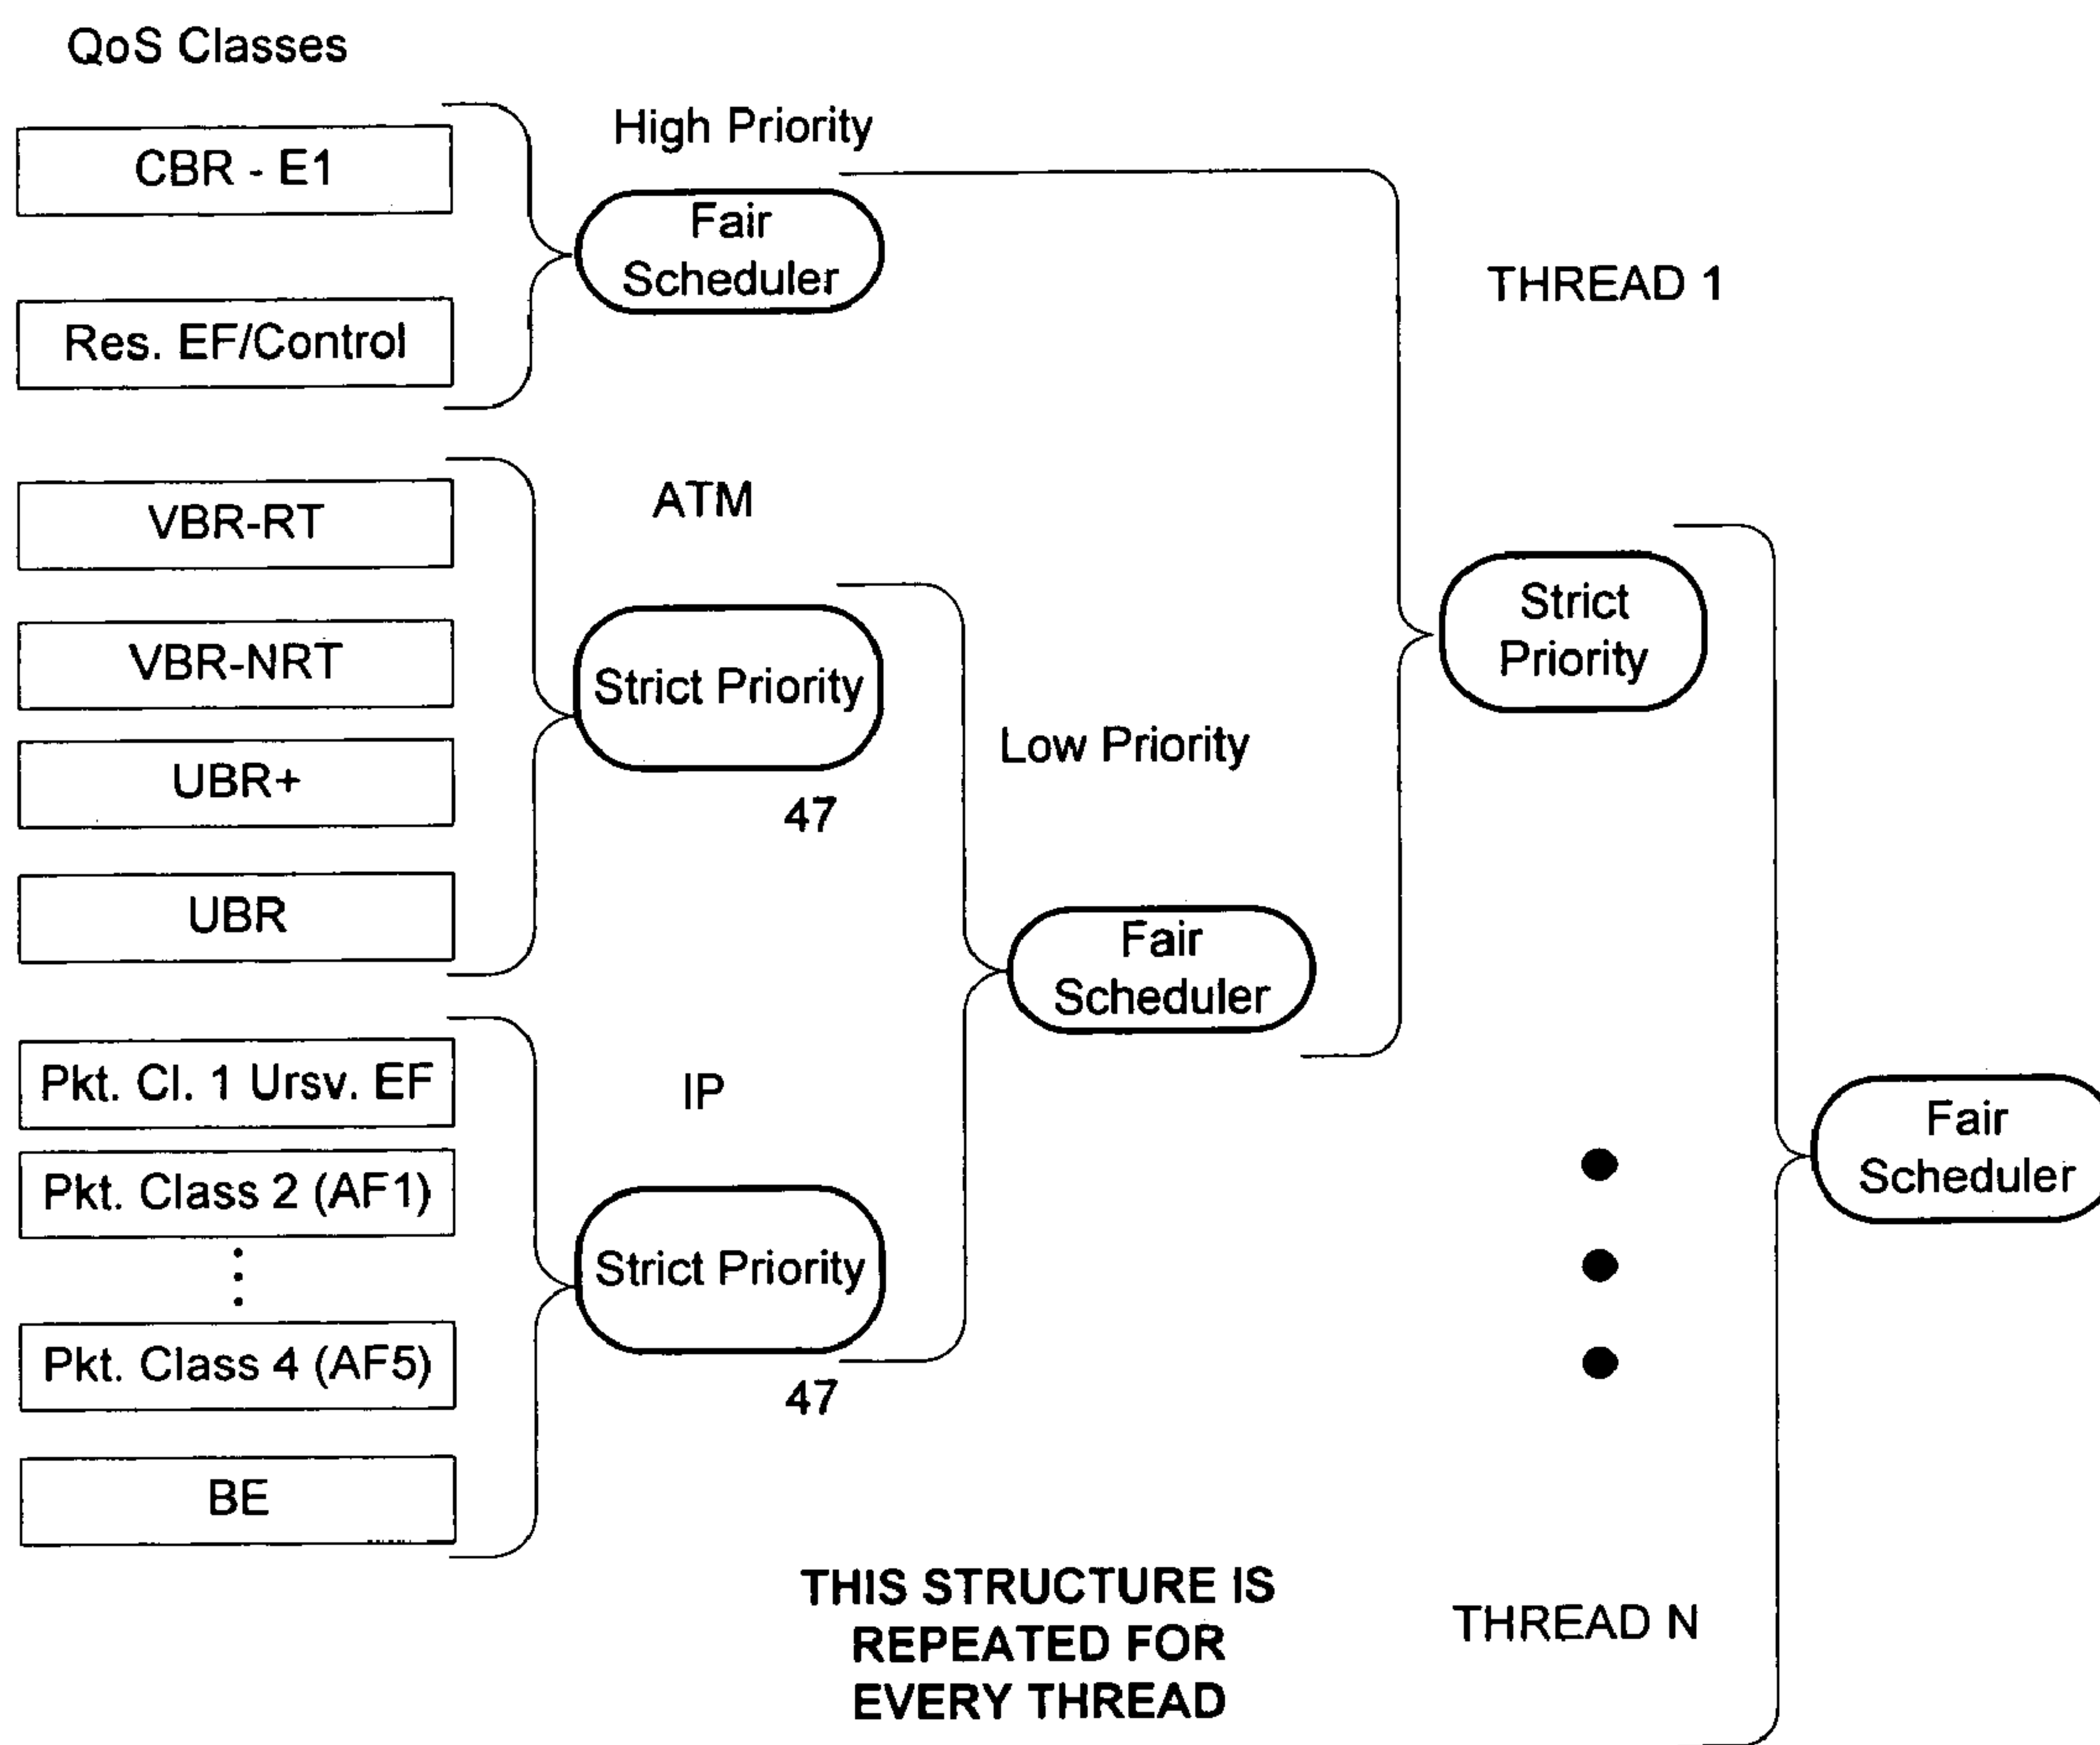 QoS Classes
CBR - E1
Res. EF/Control
High Priority
Fair
Scheduler
VBR-RT
VBR-NRT
UBR+
UBR
ATM
Strict Priority
47
Pkt. Cl. 1 Ursv. EF
Pkt. Class 2 (AF1)
Pkt. Class 4 (AF5)
BE
IP
Strict Priority
47
Low Priority
Fair
Scheduler
THREAD 1
Strict
Priority
THREAD N
Fair
Scheduler
THIS STRUCTURE IS
REPEATED FOR
EVERY THREAD